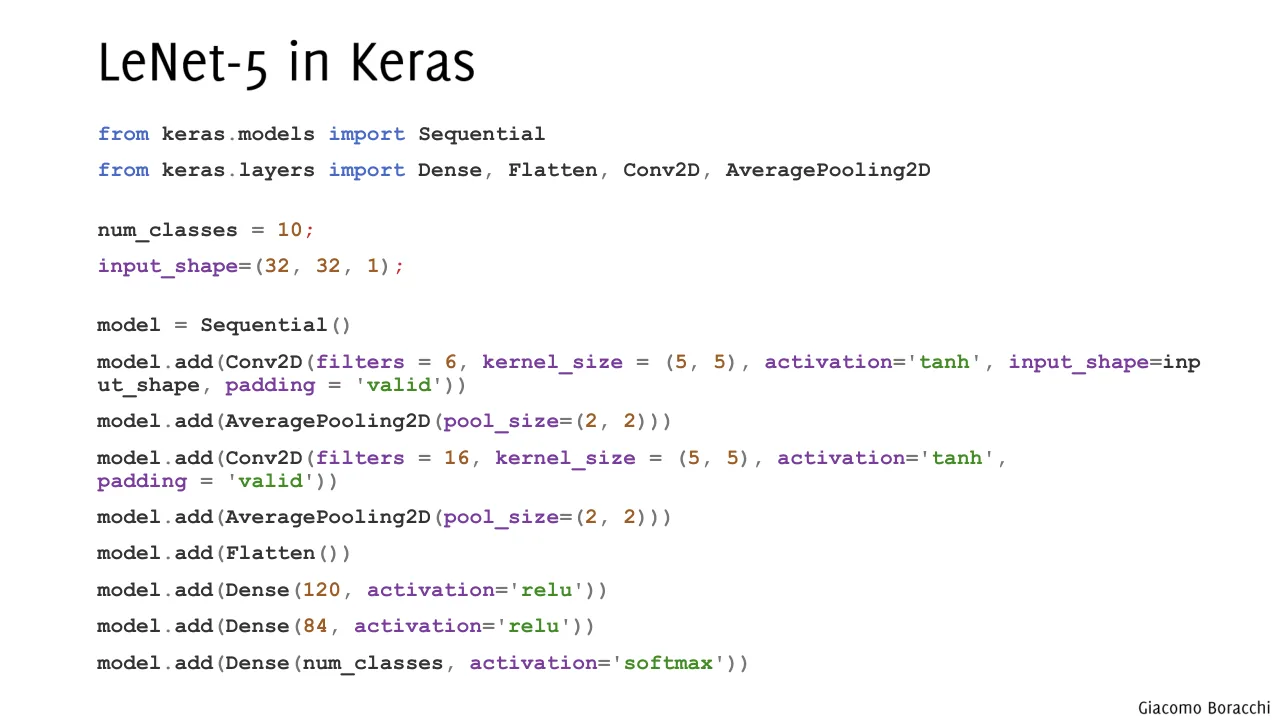 LeNet-5 in Keras
from keras.models import Sequential
from keras.layers import Dense, Flatten, Conv2D, AveragePooling2D
num_classes = 10;
input_shape=(32, 32, 1);
model = Sequential()
model.add(Conv2D(filters = 6, kernel_size = (5, 5), activation='tanh', input_shape=inp
ut_shape, padding = 'valid'))
model.add(AveragePooling2D(pool_size=(2, 2)))
model.add(Conv2D(filters = 16, kernel_size = (5, 5), activation='tanh',
padding = 'valid'))
model.add(AveragePooling2D(pool_size=(2, 2)))
model.add(Flatten())
model.add(Dense(120, activation='relu'))
model.add(Dense(84, activation='relu'))
model.add(Dense(num_classes, activation='softmax'))
Giacomo Boracchi